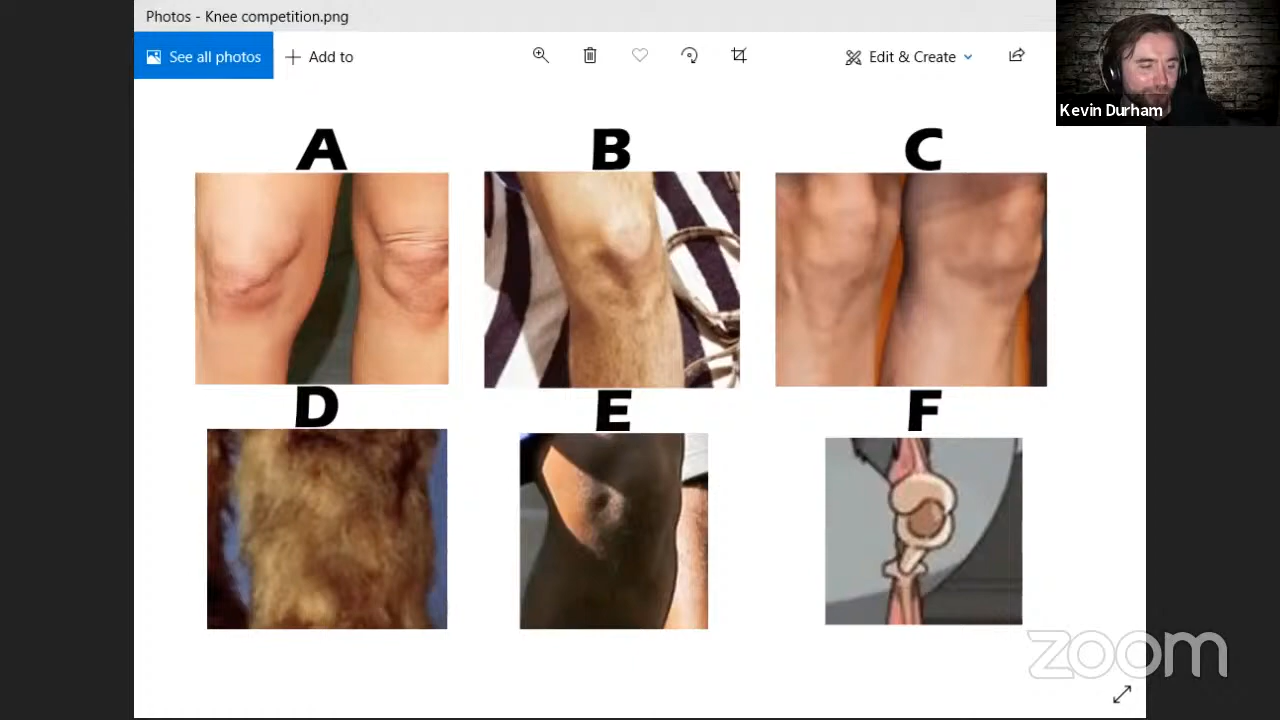 Photos - Knee competition.png
See all photos
Add to
Edit & Create
Kevin Durham
A
B
C
D
E
F
zoom